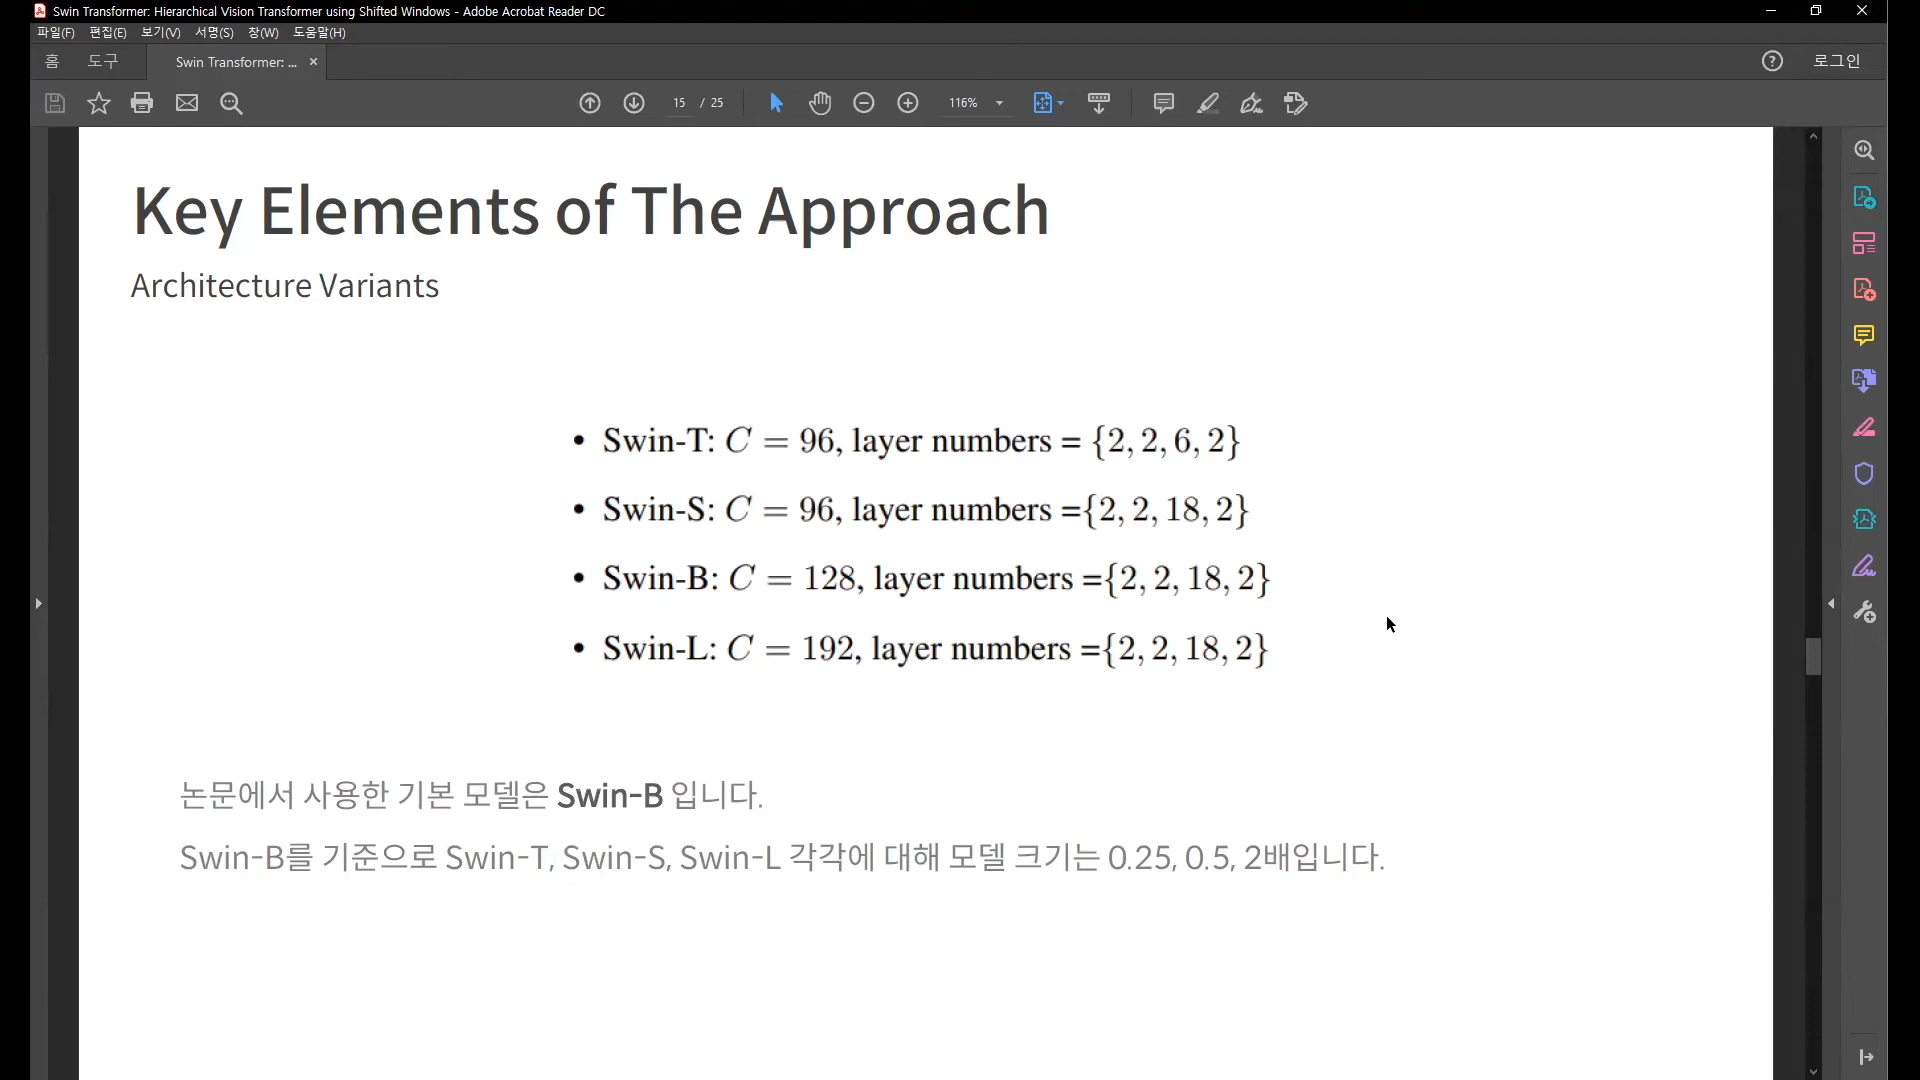 Swin Transformer: Hierarchical Vision Transformer using Shifted Windows - Adobe Acrobat Reader DC
파일(F) 편집(E) 보기(V) 서명(S) 창(W) 도움말(H)
홈 도구 Swin Transformer: ... × 로그인
15 / 25 116%
Key Elements of The Approach
Architecture Variants
• Swin-T: C = 96, layer numbers = {2, 2, 6, 2}
• Swin-S: C = 96, layer numbers ={2, 2, 18, 2}
• Swin-B: C = 128, layer numbers ={2, 2, 18, 2}
• Swin-L: C = 192, layer numbers ={2, 2, 18, 2}
논문에서 사용한 기본 모델은 Swin-B 입니다.
Swin-B를 기준으로 Swin-T, Swin-S, Swin-L 각각에 대해 모델 크기는 0.25, 0.5, 2배입니다.